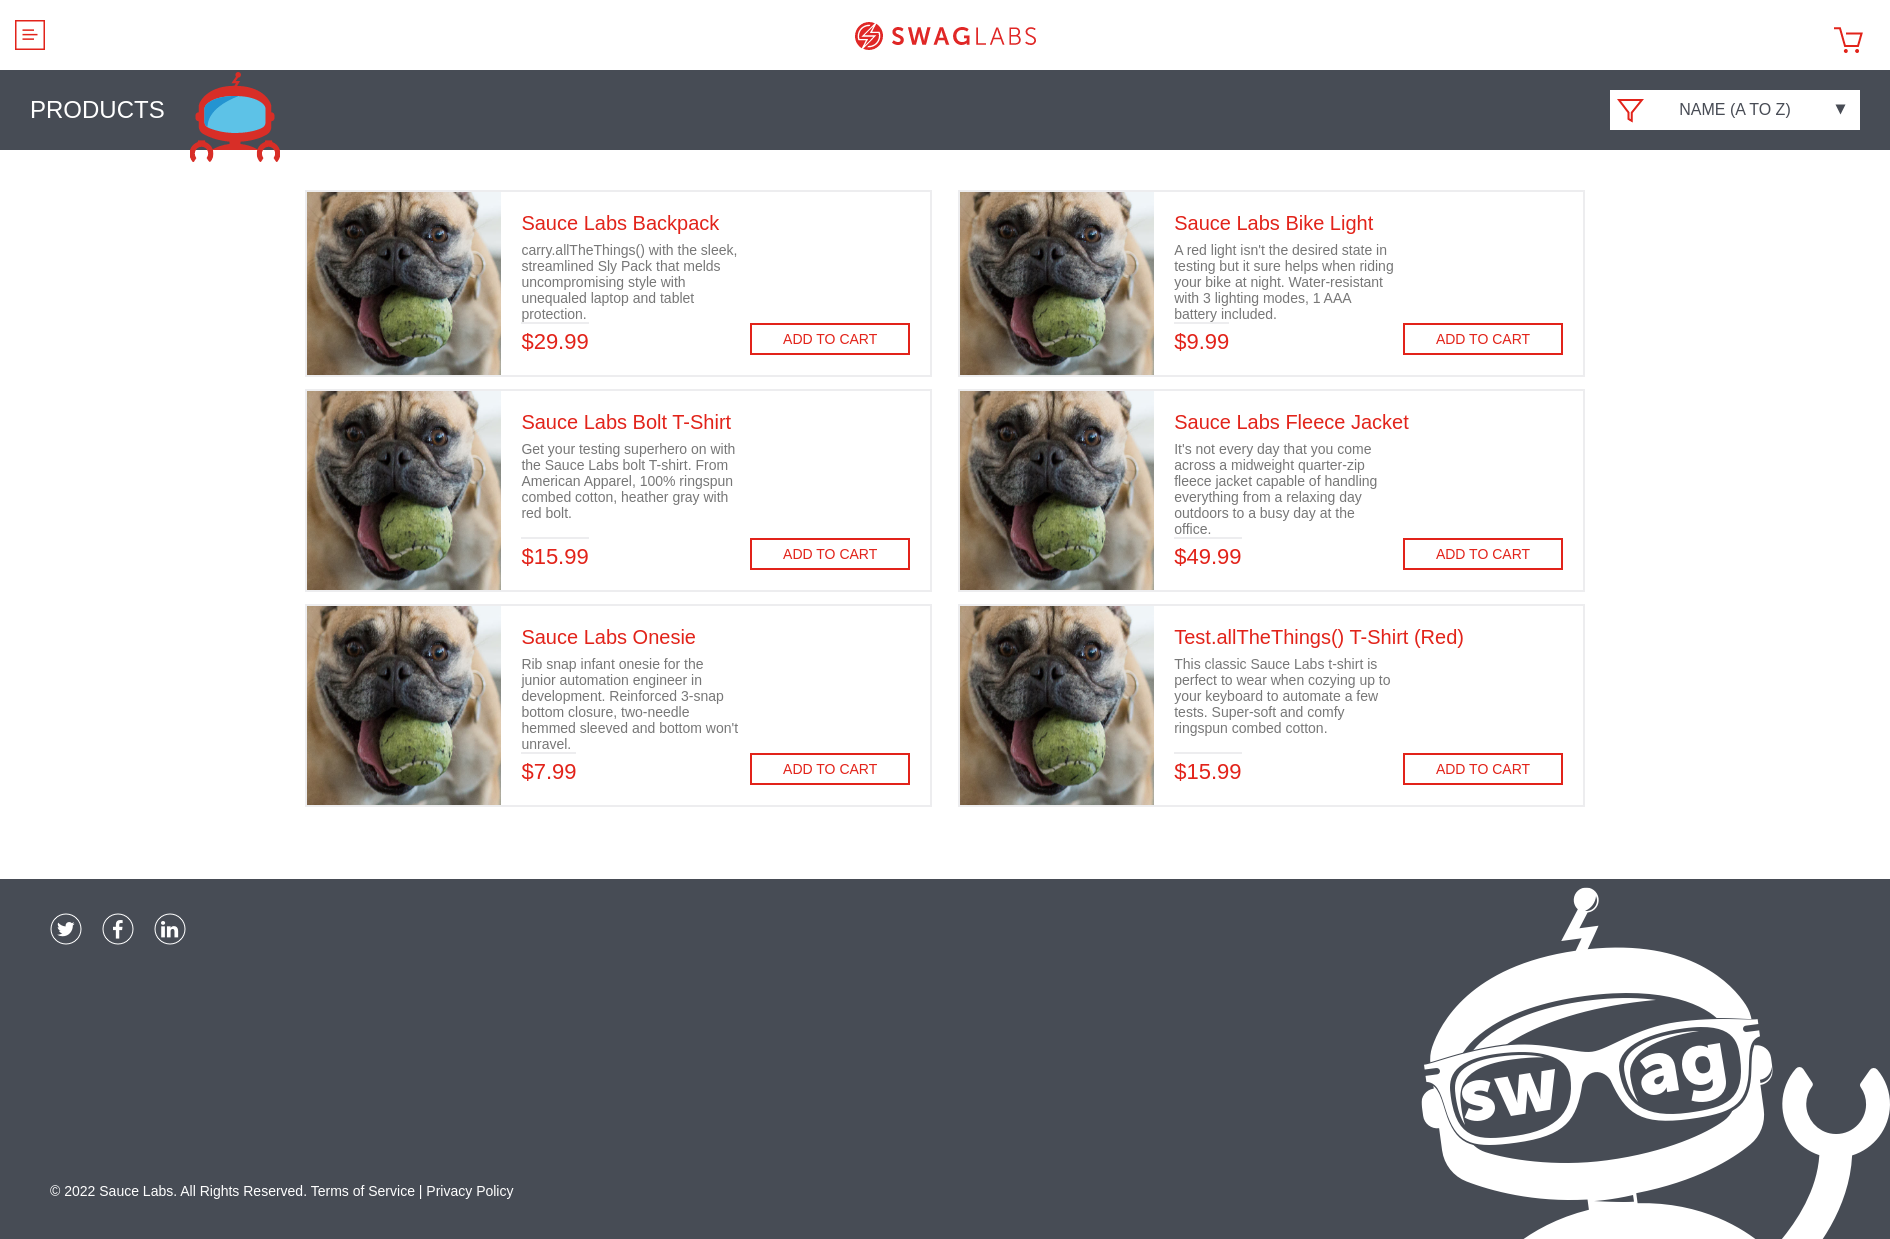 SWAGLABS
PRODUCTS
NAME (A TO Z)
Sauce Labs Backpack
carry.allTheThings() with the sleek,
streamlined Sly Pack that melds
uncompromising style with
unequaled laptop and tablet
protection.
$29.99
ADD TO CART
Sauce Labs Bike Light
A red light isn't the desired state in
testing but it sure helps when riding
your bike at night. Water-resistant
with 3 lighting modes, 1 AAA
battery included.
$9.99
ADD TO CART
Sauce Labs Bolt T-Shirt
Get your testing superhero on with
the Sauce Labs bolt T-shirt. From
American Apparel, 100% ringspun
combed cotton, heather gray with
red bolt.
$15.99
ADD TO CART
Sauce Labs Fleece Jacket
It's not every day that you come
across a midweight quarter-zip
fleece jacket capable of handling
everything from a relaxing day
outdoors to a busy day at the
office.
$49.99
ADD TO CART
Sauce Labs Onesie
Rib snap infant onesie for the
junior automation engineer in
development. Reinforced 3-snap
bottom closure, two-needle
hemmed sleeved and bottom won't
unravel.
$7.99
ADD TO CART
Test.allTheThings() T-Shirt (Red)
This classic Sauce Labs t-shirt is
perfect to wear when cozying up to
your keyboard to automate a few
tests. Super-soft and comfy
ringspun combed cotton.
$15.99
ADD TO CART
sw ag
© 2022 Sauce Labs. All Rights Reserved. Terms of Service | Privacy Policy